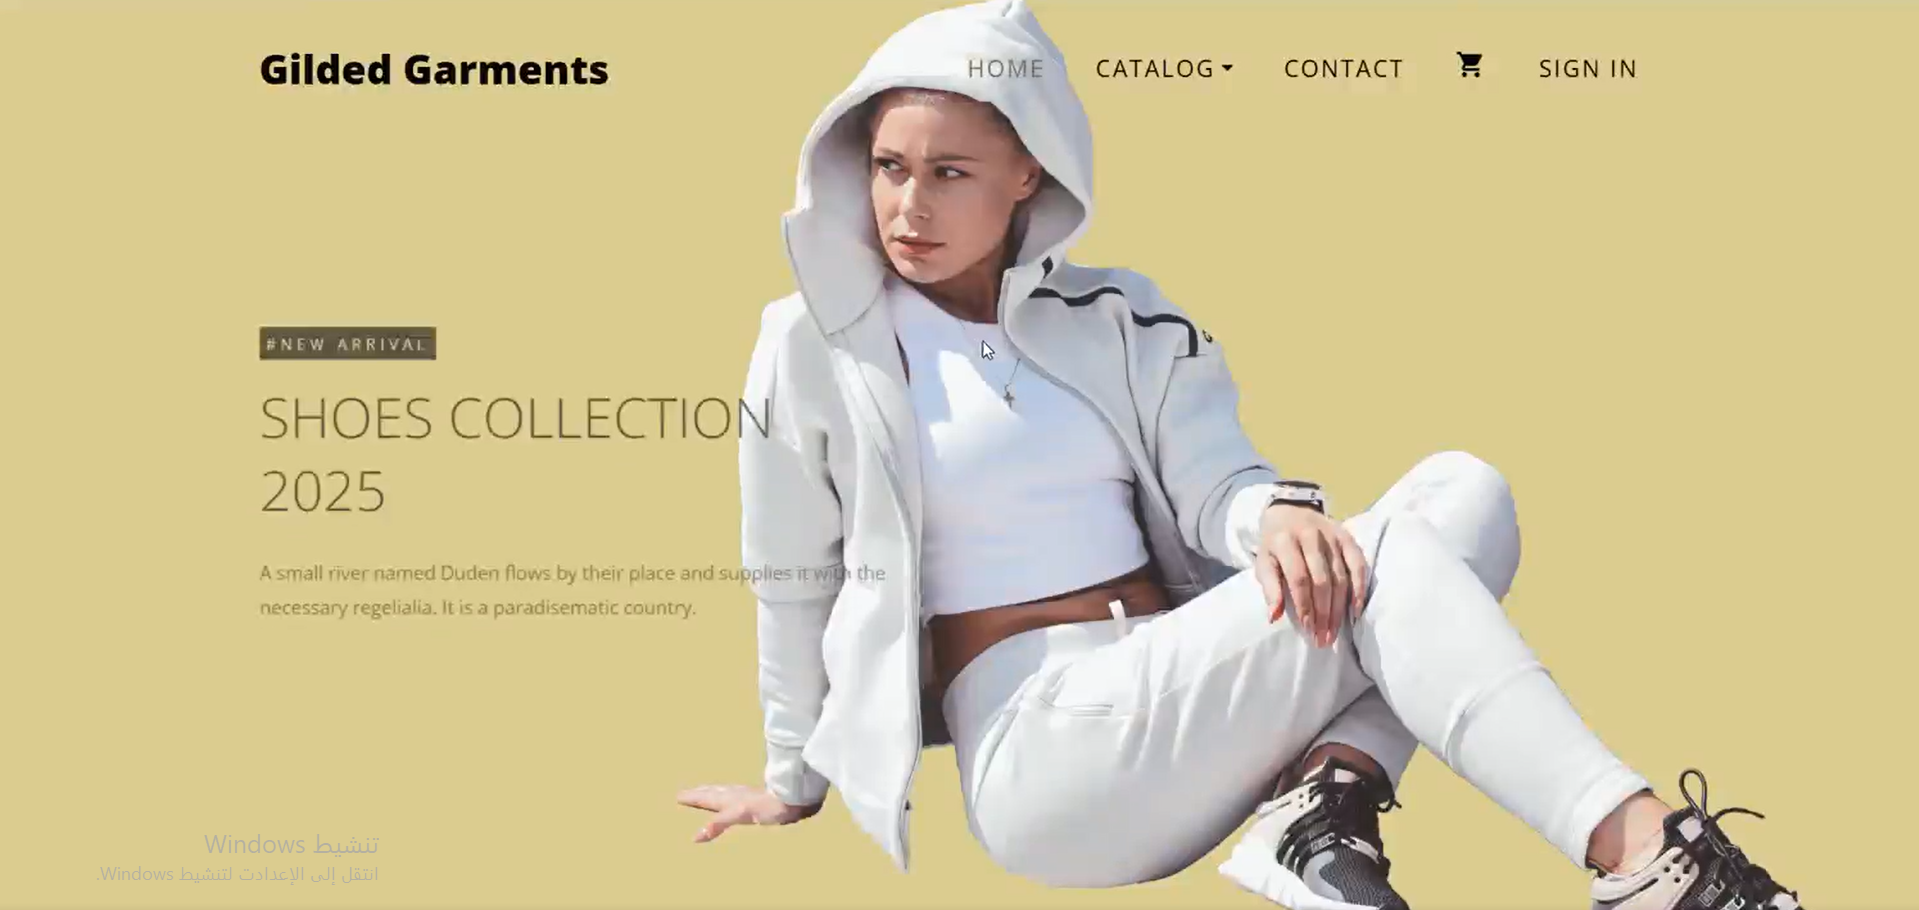 Gilded Garments
HOME
CATALOG
CONTACT
SIGN IN
#NEW ARRIVAL
SHOES COLLECTION
2025
A small river named Duden flows by their place and supplies it with the
necessary regelialia. It is a paradisematic country.
تنشيط Windows
انتقل إلى الإعدادت لتنشيط Windows.